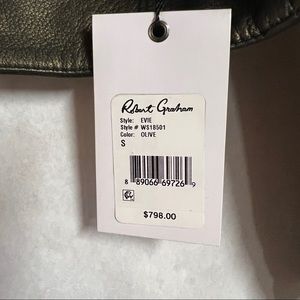 Robert Graham
Style: EVIE
Style # WS18501
Color: OLIVE
S
8 89066 69726 9
$798.00